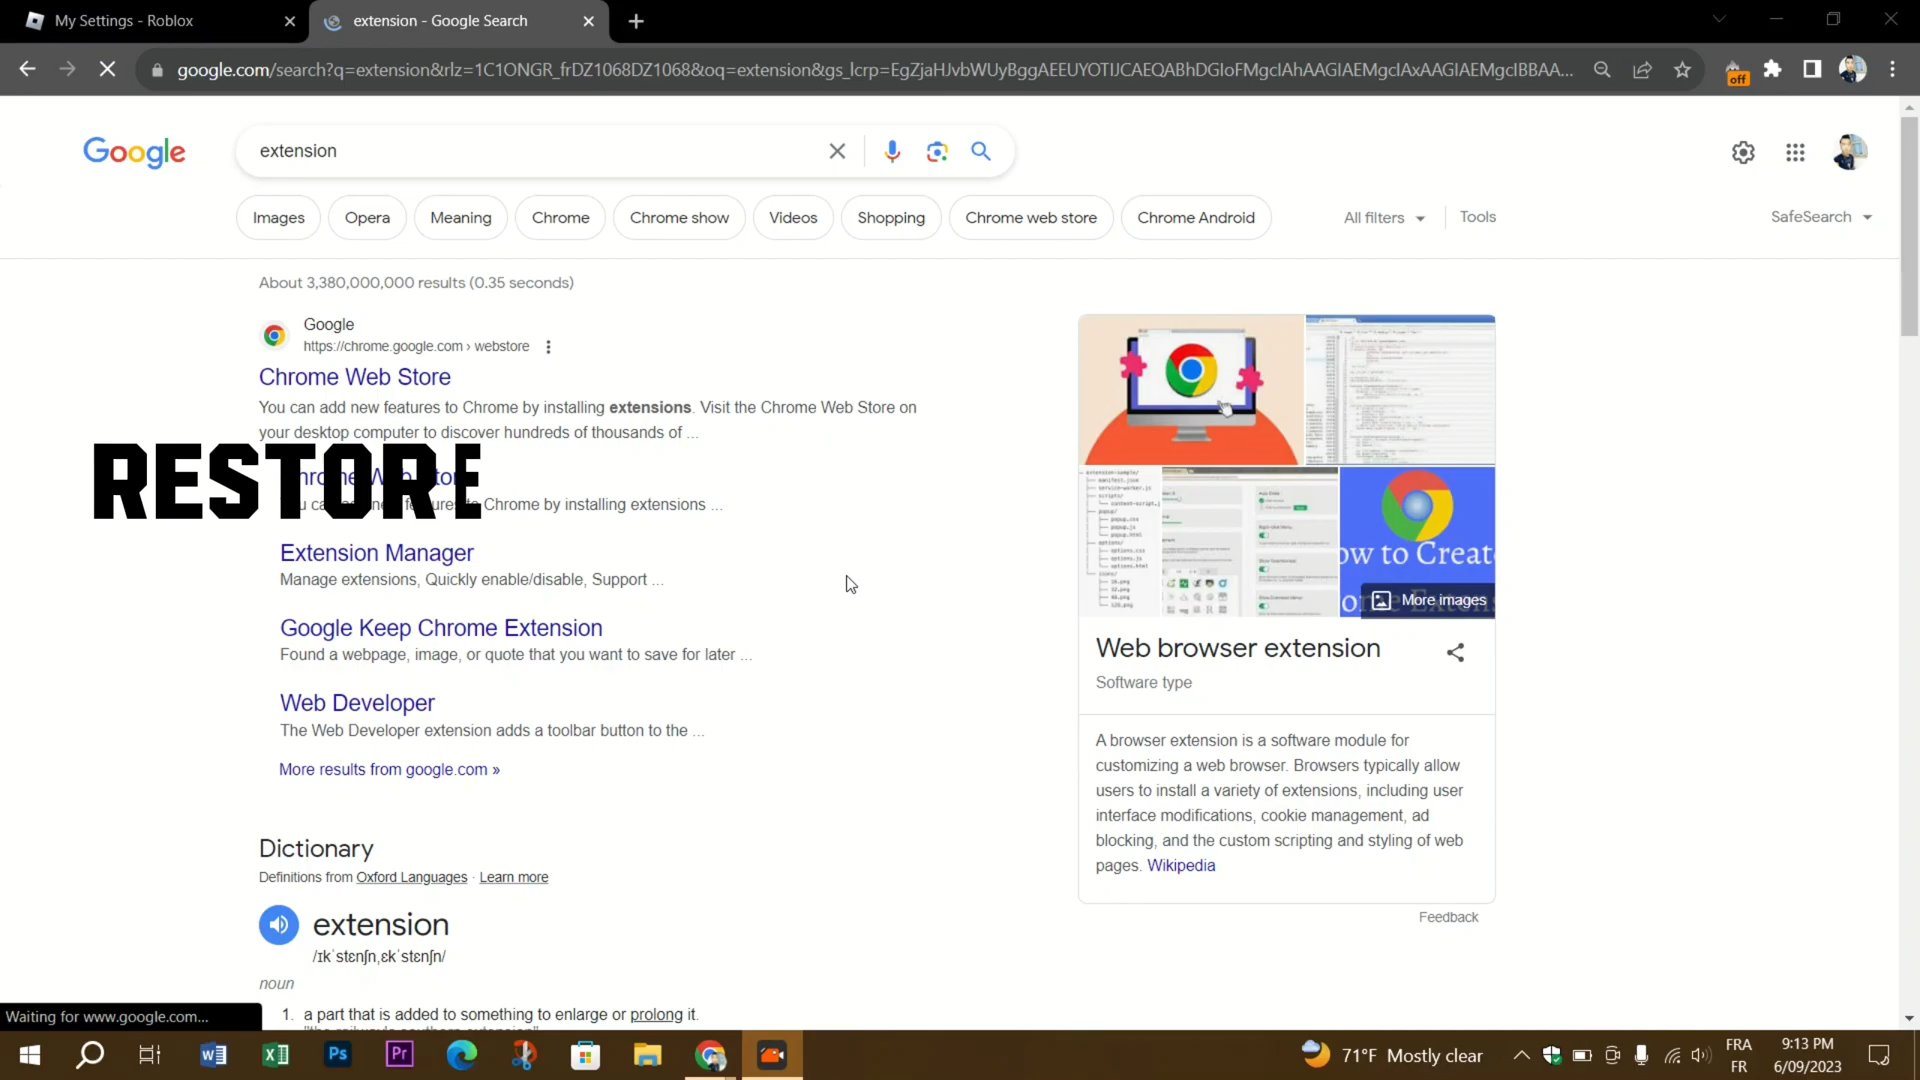 My Settings - Roblox
extension - Google Search
google.com/search?q=extension&rlz=1C1ONGR_frDZ1068DZ1068&oq=extension&gs_lcrp=EgZjaHJvbWUyBggAEEUYOTIJCAEQABhDGIoFMgcIAhAAGIAEMgcIAxAAGIAEMgcIBBAA...
off
Google
extension
Images
Opera
Meaning
Chrome
Chrome show
Videos
Shopping
Chrome web store
Chrome Android
All filters
Tools
SafeSearch
About 3,380,000,000 results (0.35 seconds)
Google
https://chrome.google.com › webstore
Chrome Web Store
You can add new features to Chrome by installing extensions. Visit the Chrome Web Store on
your desktop computer to discover hundreds of thousands of ...
RESTORE
Chrome by installing extensions ...
Extension Manager
Manage extensions, Quickly enable/disable, Support ...
Google Keep Chrome Extension
Found a webpage, image, or quote that you want to save for later ...
Web Developer
The Web Developer extension adds a toolbar button to the ...
More results from google.com »
Dictionary
Definitions from Oxford Languages · Learn more
extension
/ɪkˈstɛnʃn,ɛkˈstɛnʃn/
noun
1. a part that is added to something to enlarge or prolong it.
More images
Web browser extension
Software type
A browser extension is a software module for
customizing a web browser. Browsers typically allow
users to install a variety of extensions, including user
interface modifications, cookie management, ad
blocking, and the custom scripting and styling of web
pages. Wikipedia
Feedback
Waiting for www.google.com...
Ps
Pr
71°F Mostly clear
FRA
FR
9:13 PM
6/09/2023